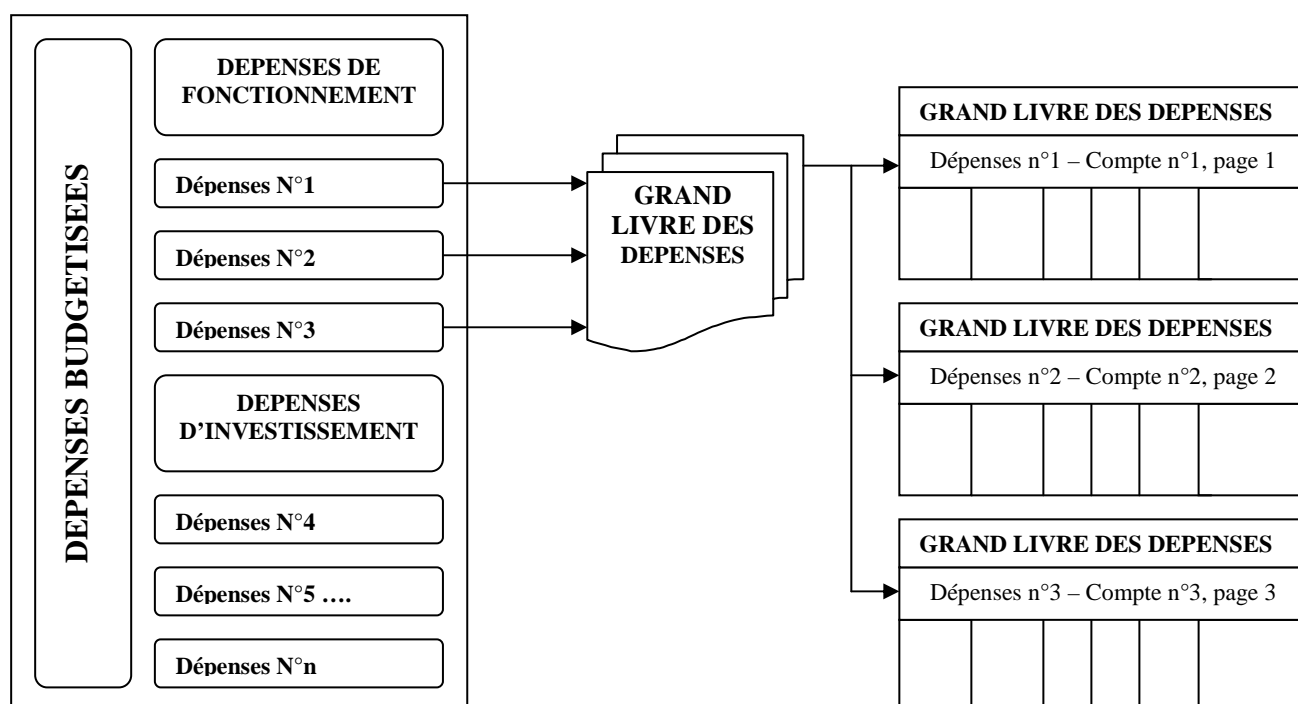 DEPENSES BUDGETISEES
DEPENSES DE
FONCTIONNEMENT
Dépenses N°1
Dépenses N°2
Dépenses N°3
DEPENSES
D’INVESTISSEMENT
Dépenses N°4
Dépenses N°5 ….
Dépenses N°n
GRAND
LIVRE DES
DEPENSES
GRAND LIVRE DES DEPENSES
Dépenses n°1 – Compte n°1, page 1
GRAND LIVRE DES DEPENSES
Dépenses n°2 – Compte n°2, page 2
GRAND LIVRE DES DEPENSES
Dépenses n°3 – Compte n°3, page 3